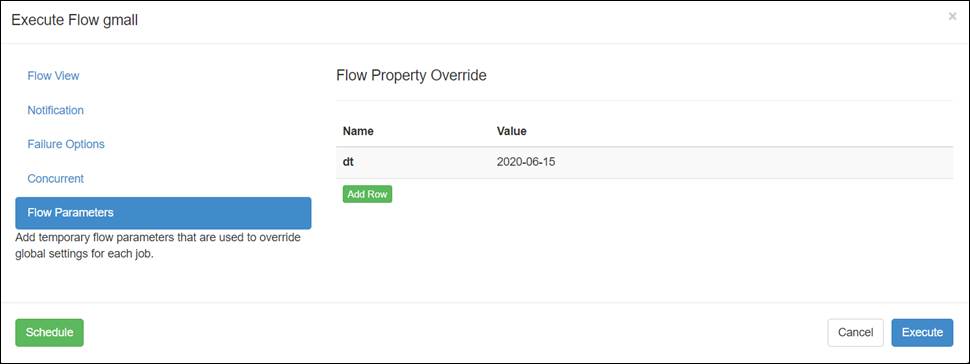 Execute Flow gmall
×
Flow View
Notification
Failure Options
Concurrent
Flow Parameters
Add temporary flow parameters that are used to override
global settings for each job.
Flow Property Override
Name Value
dt 2020-06-15
Add Row
Schedule
Cancel
Execute